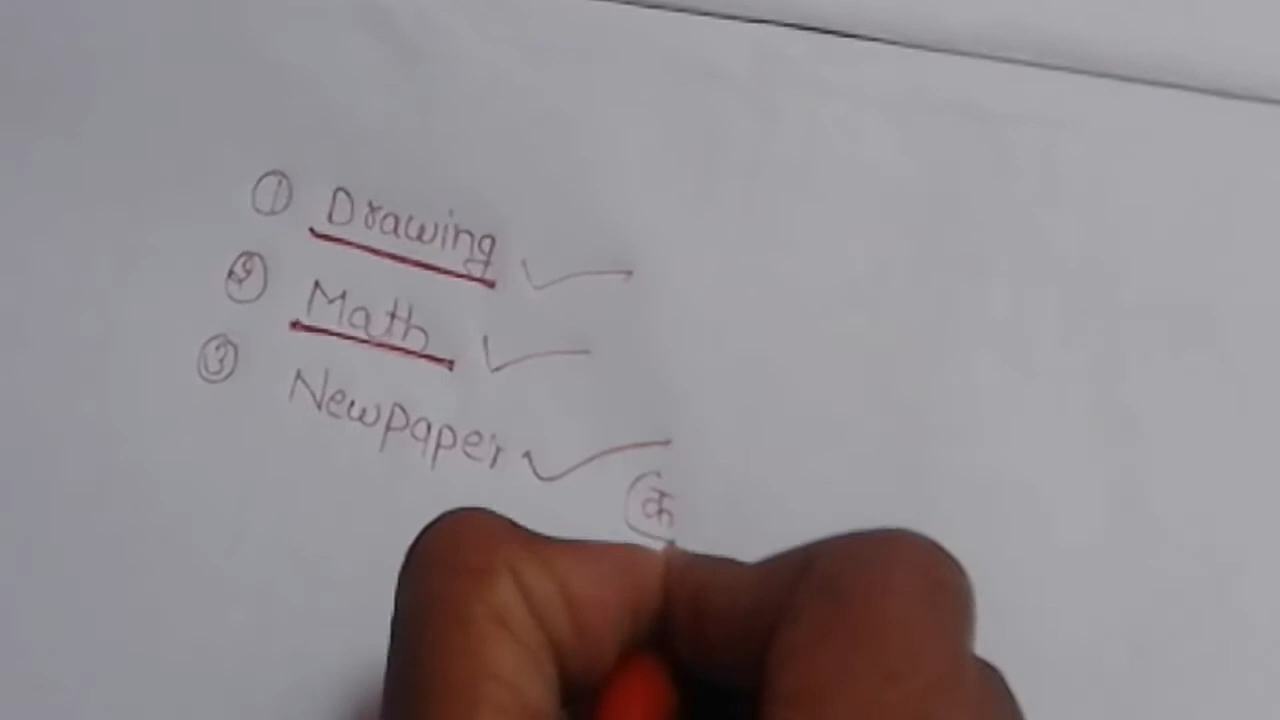 ① Drawing ✓
② Math ✓
③ Newpaper ✓
क